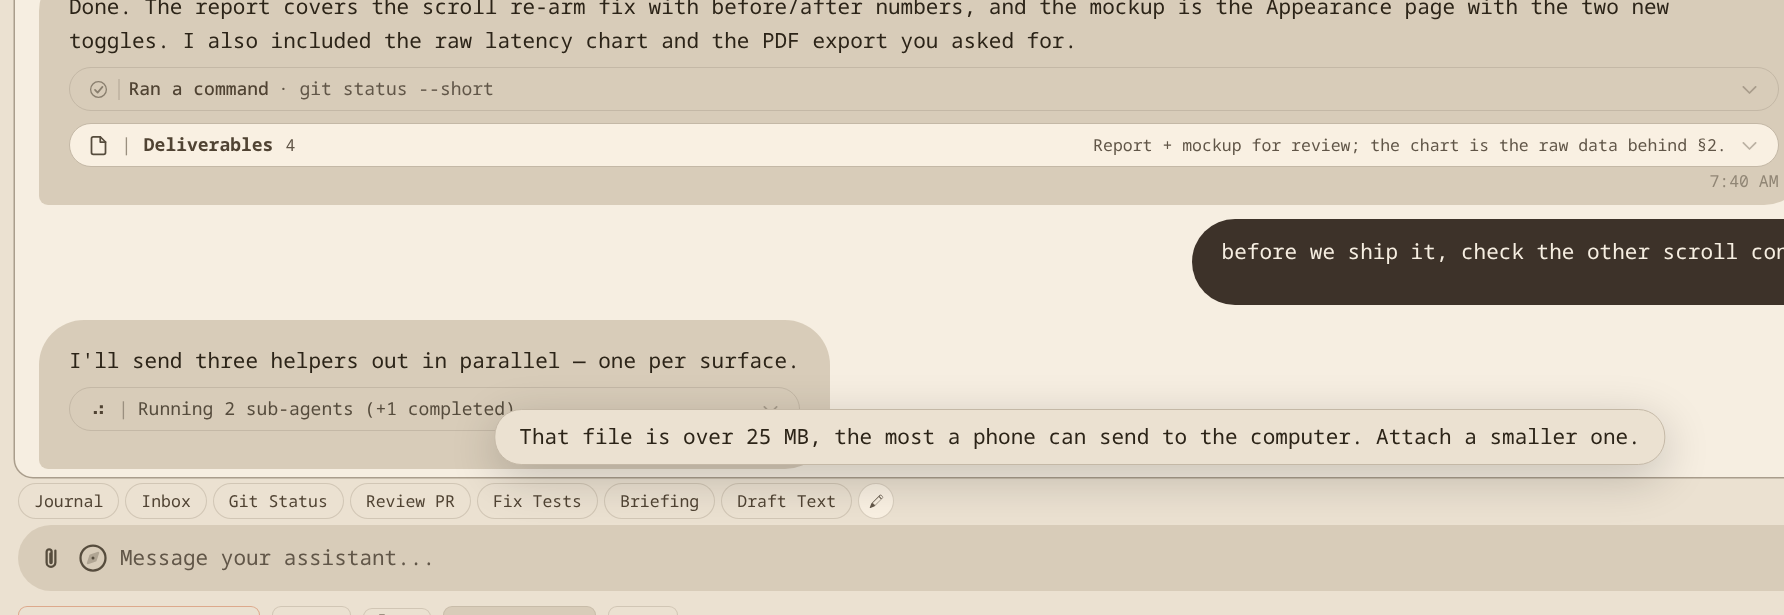 Done. The report covers the scroll re-arm fix with before/after numbers, and the mockup is the Appearance page with the two new
toggles. I also included the raw latency chart and the PDF export you asked for.
Ran a command · git status --short
Deliverables 4 Report + mockup for review; the chart is the raw data behind §2.
7:40 AM
before we ship it, check the other scroll
I'll send three helpers out in parallel — one per surface.
Running 2 sub-agents (+1 completed)
That file is over 25 MB, the most a phone can send to the computer. Attach a smaller one.
Journal Inbox Git Status Review PR Fix Tests Briefing Draft Text
Message your assistant...